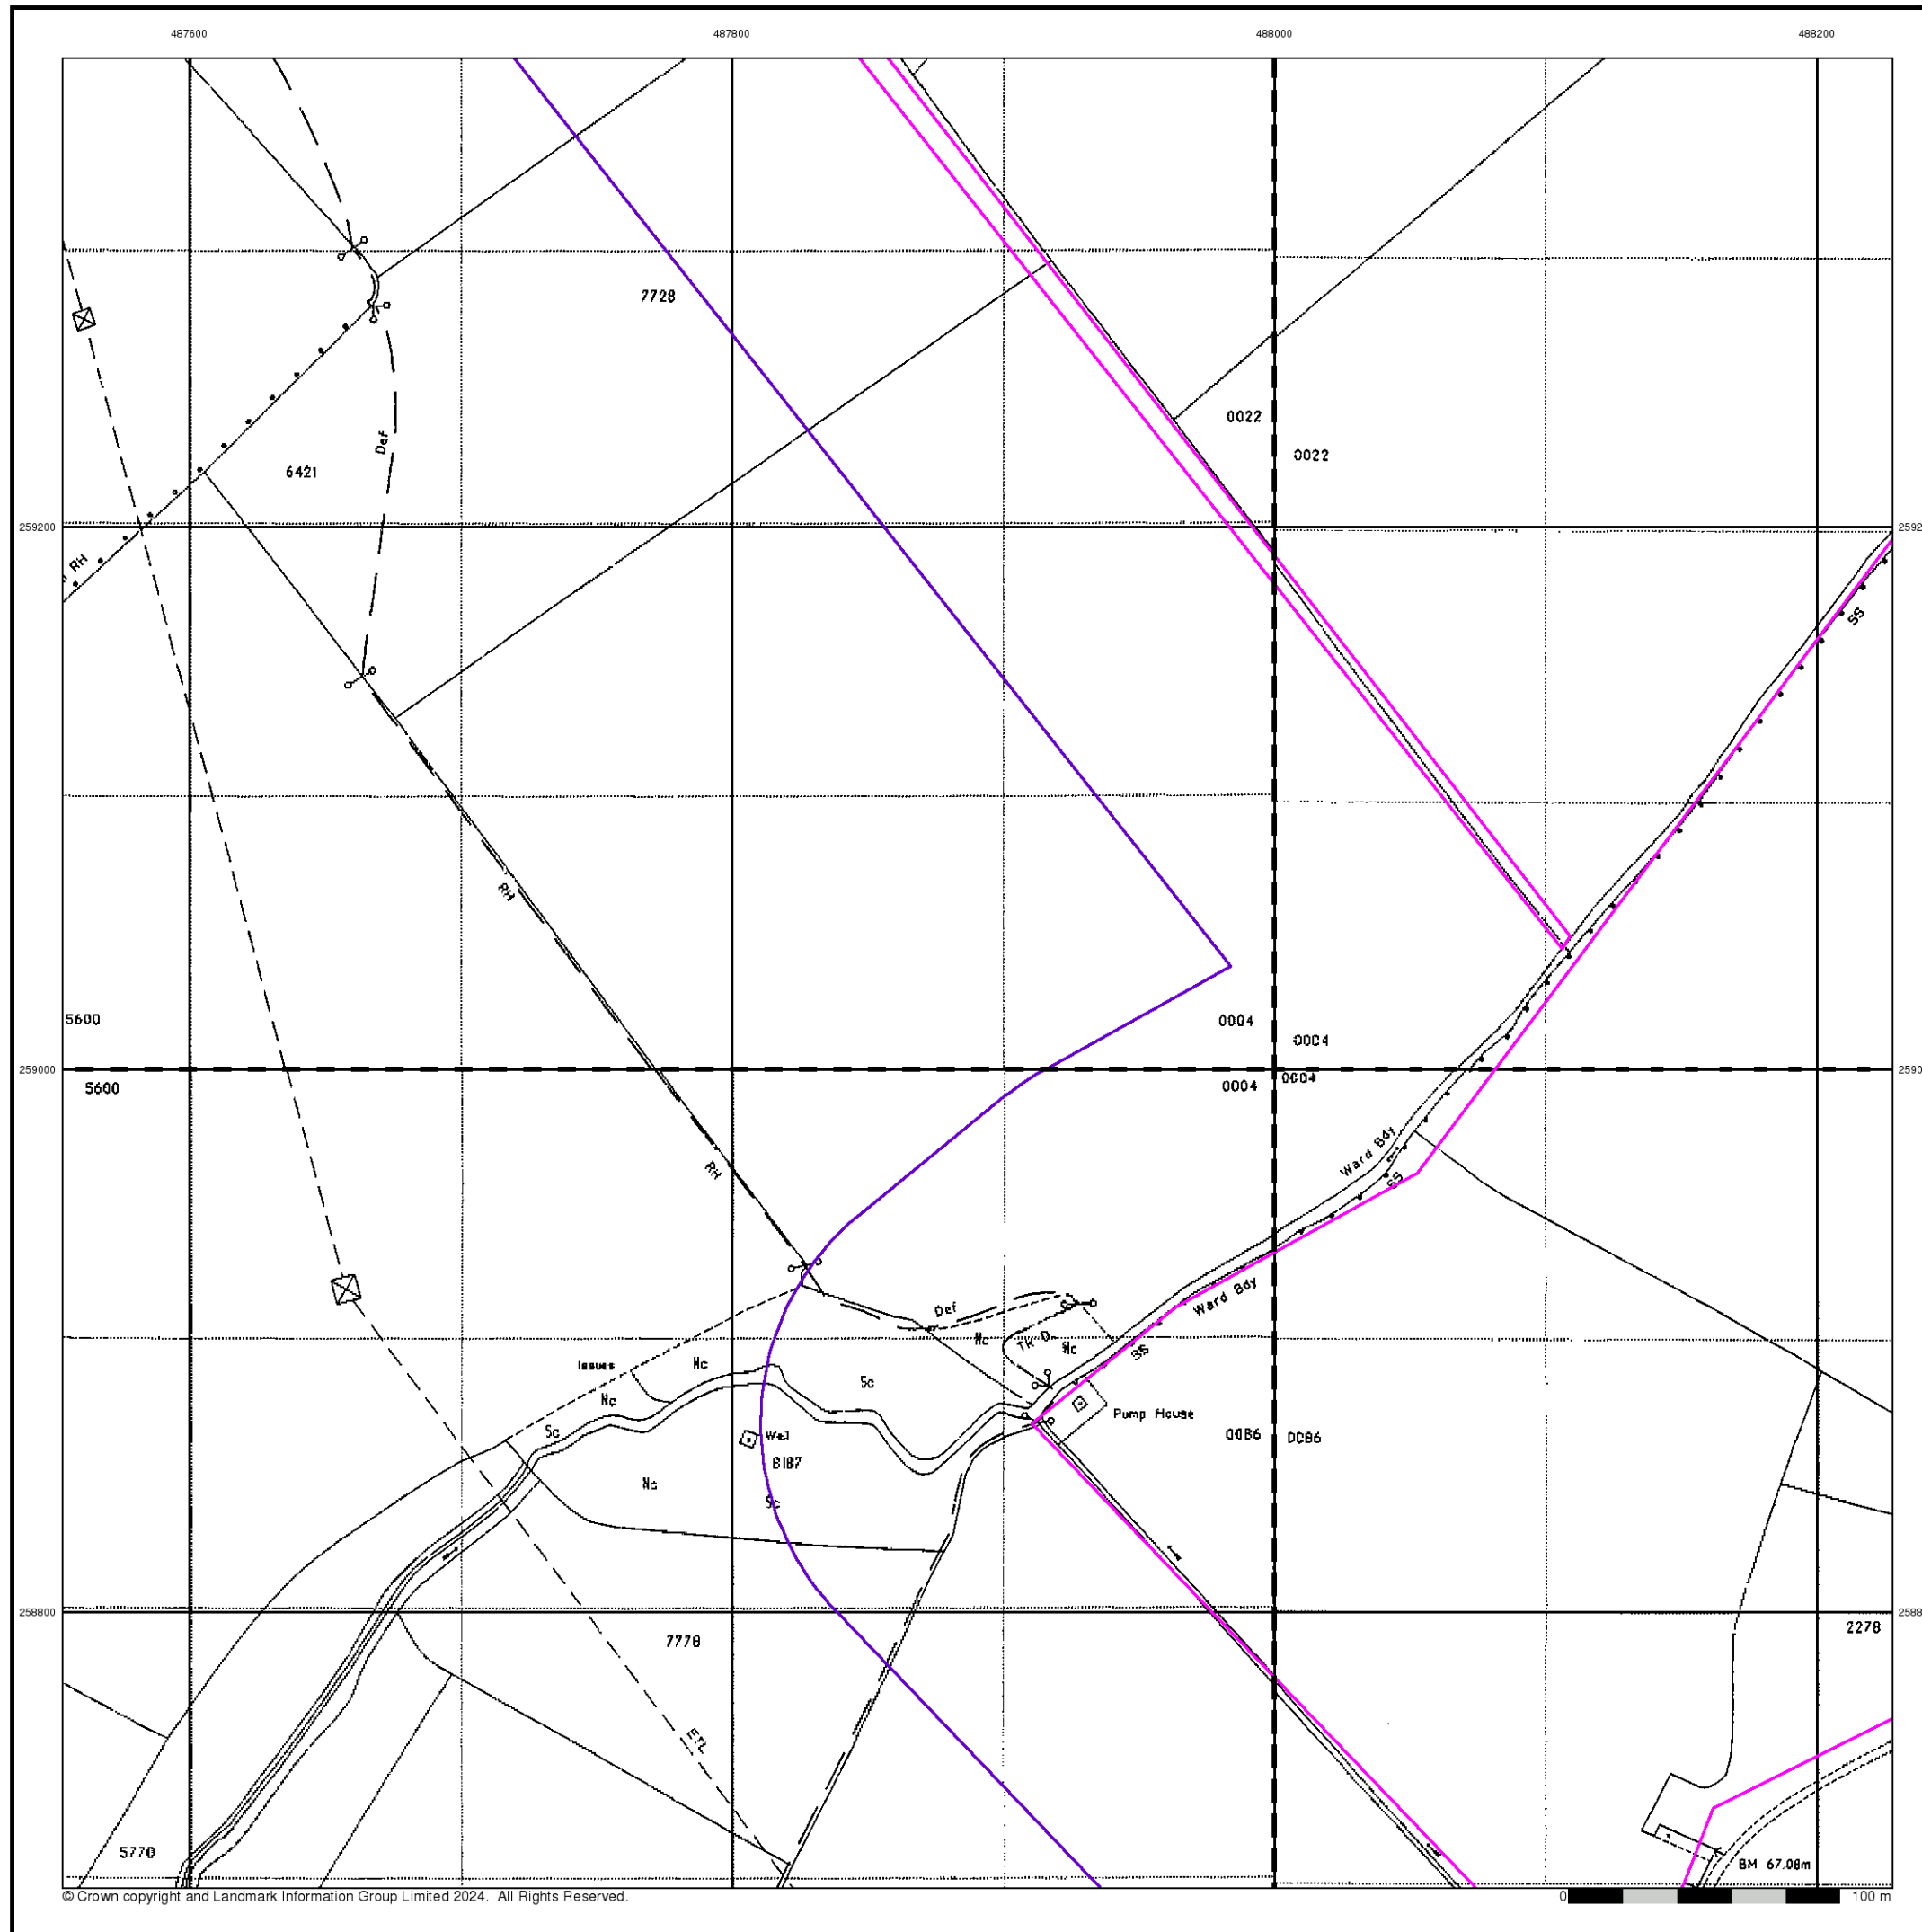 487600 487800 488000 488200
7728
0022
0022
Def
6421
259200
RH
SS
RH
5600
0004
0004
259000
5600
0004
0004
Ward Bdy
SS
RH
Def
Ward Bdy
Nc
Tk
Nc
SS
Issues
Nc
Sc
Nc
Pump House
Sc
Well
0086
0086
8187
Nc
Sc
258800
7778
2278
ETL
5770
BM 67.08m
© Crown copyright and Landmark Information Group Limited 2024. All Rights Reserved.
0 100 m